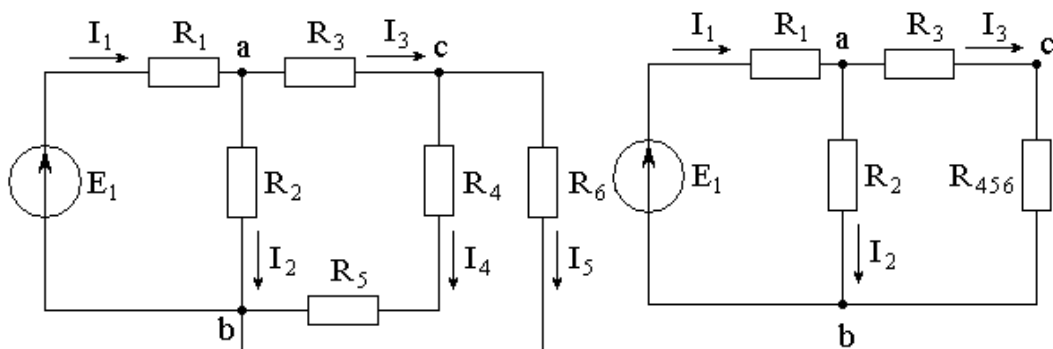 I1 R1 a R3 I3 c
E1 R2 R4 R6
I2 R5 I4 I5
b
I1 R1 a R3 I3 c
E1 R2 R456
I2
b